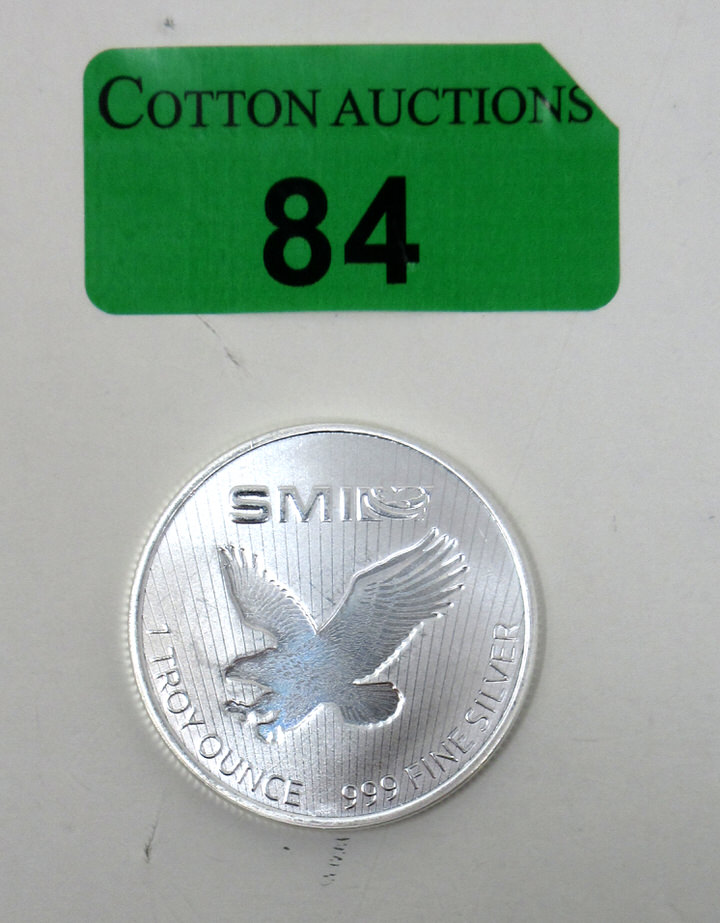 COTTON AUCTIONS
84
SMI
1 TROY OUNCE 999 FINE SILVER